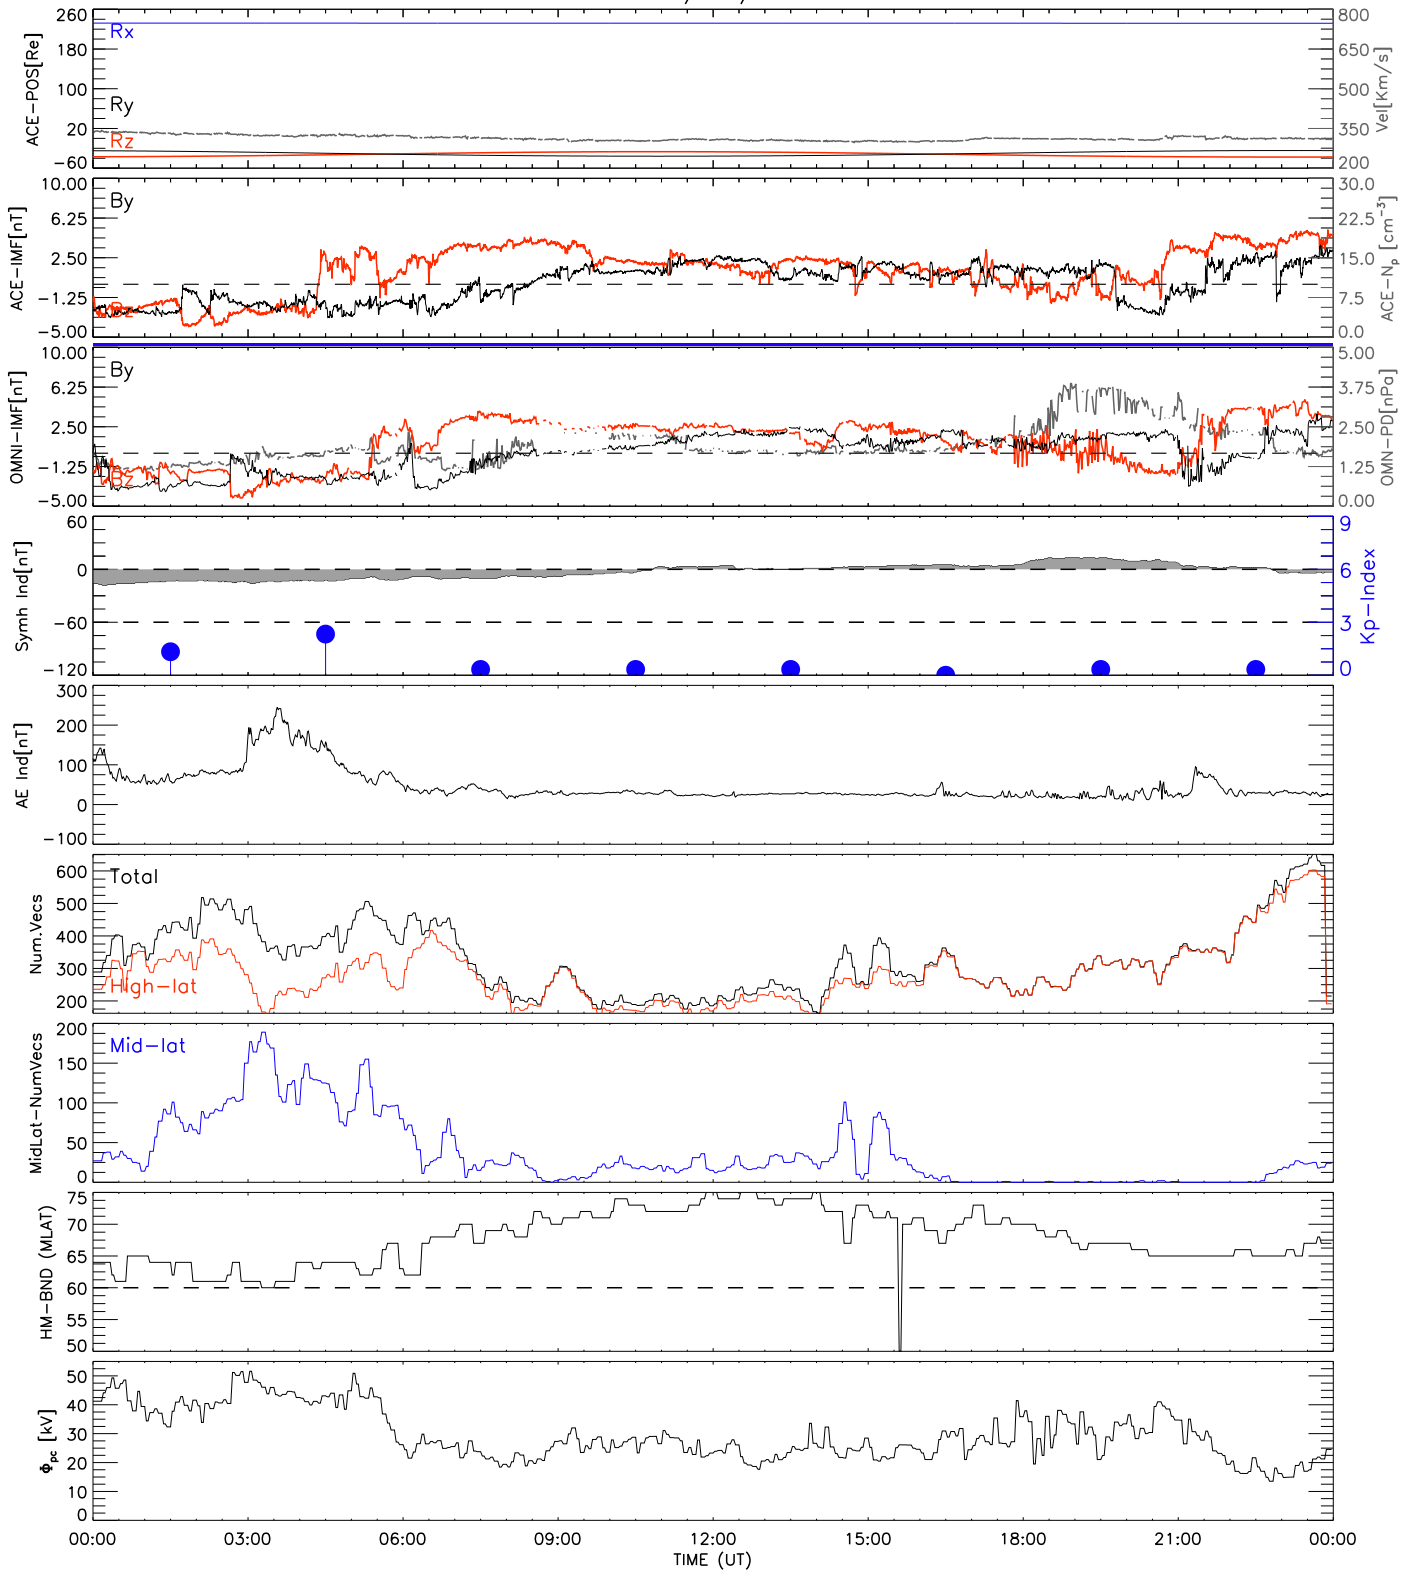 260
180
100
20
−60
ACE−POS[Re]
Rx
Ry
Rz
800
650
500
350
200
Vel[Km/s]
10.00
6.25
2.50
−1.25
−5.00
ACE−IMF[nT]
By
Bz
30.0
22.5
15.0
7.5
0.0
ACE−Np [cm−3]
10.00
6.25
2.50
−1.25
−5.00
OMNI−IMF[nT]
By
Bz
5.00
3.75
2.50
1.25
0.00
OMN−PD[nPa]
60
0
−60
−120
Symh Ind[nT]
9
6
3
0
Kp−Index
300
200
100
0
−100
AE Ind[nT]
600
500
400
300
200
Num.Vecs
Total
High−lat
200
150
100
50
0
MidLat−NumVecs
Mid−lat
75
70
65
60
55
50
HM−BND (MLAT)
50
40
30
20
10
0
Φpc [kV]
00:00 03:00 06:00 09:00 12:00 15:00 18:00 21:00 00:00
TIME (UT)